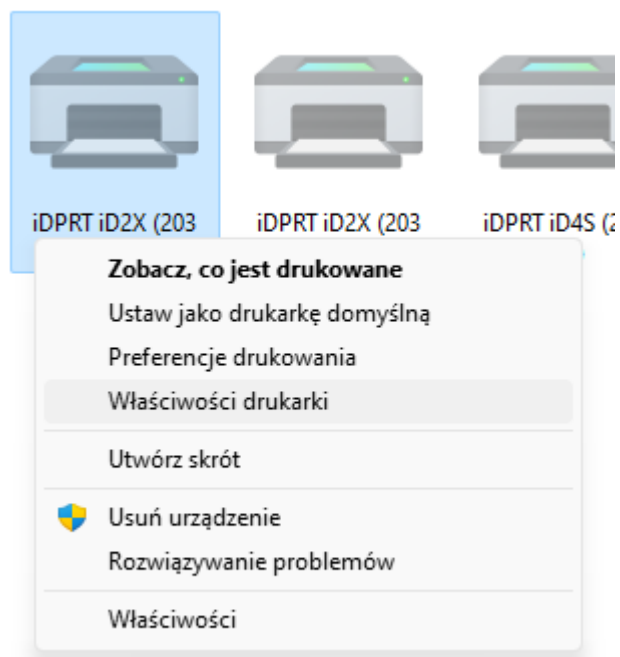 iDPRT iD2X (203
iDPRT iD2X (203
iDPRT iD4S (2
Zobacz, co jest drukowane
Ustaw jako drukarkę domyślną
Preferencje drukowania
Właściwości drukarki
Utwórz skrót
Usuń urządzenie
Rozwiązywanie problemów
Właściwości